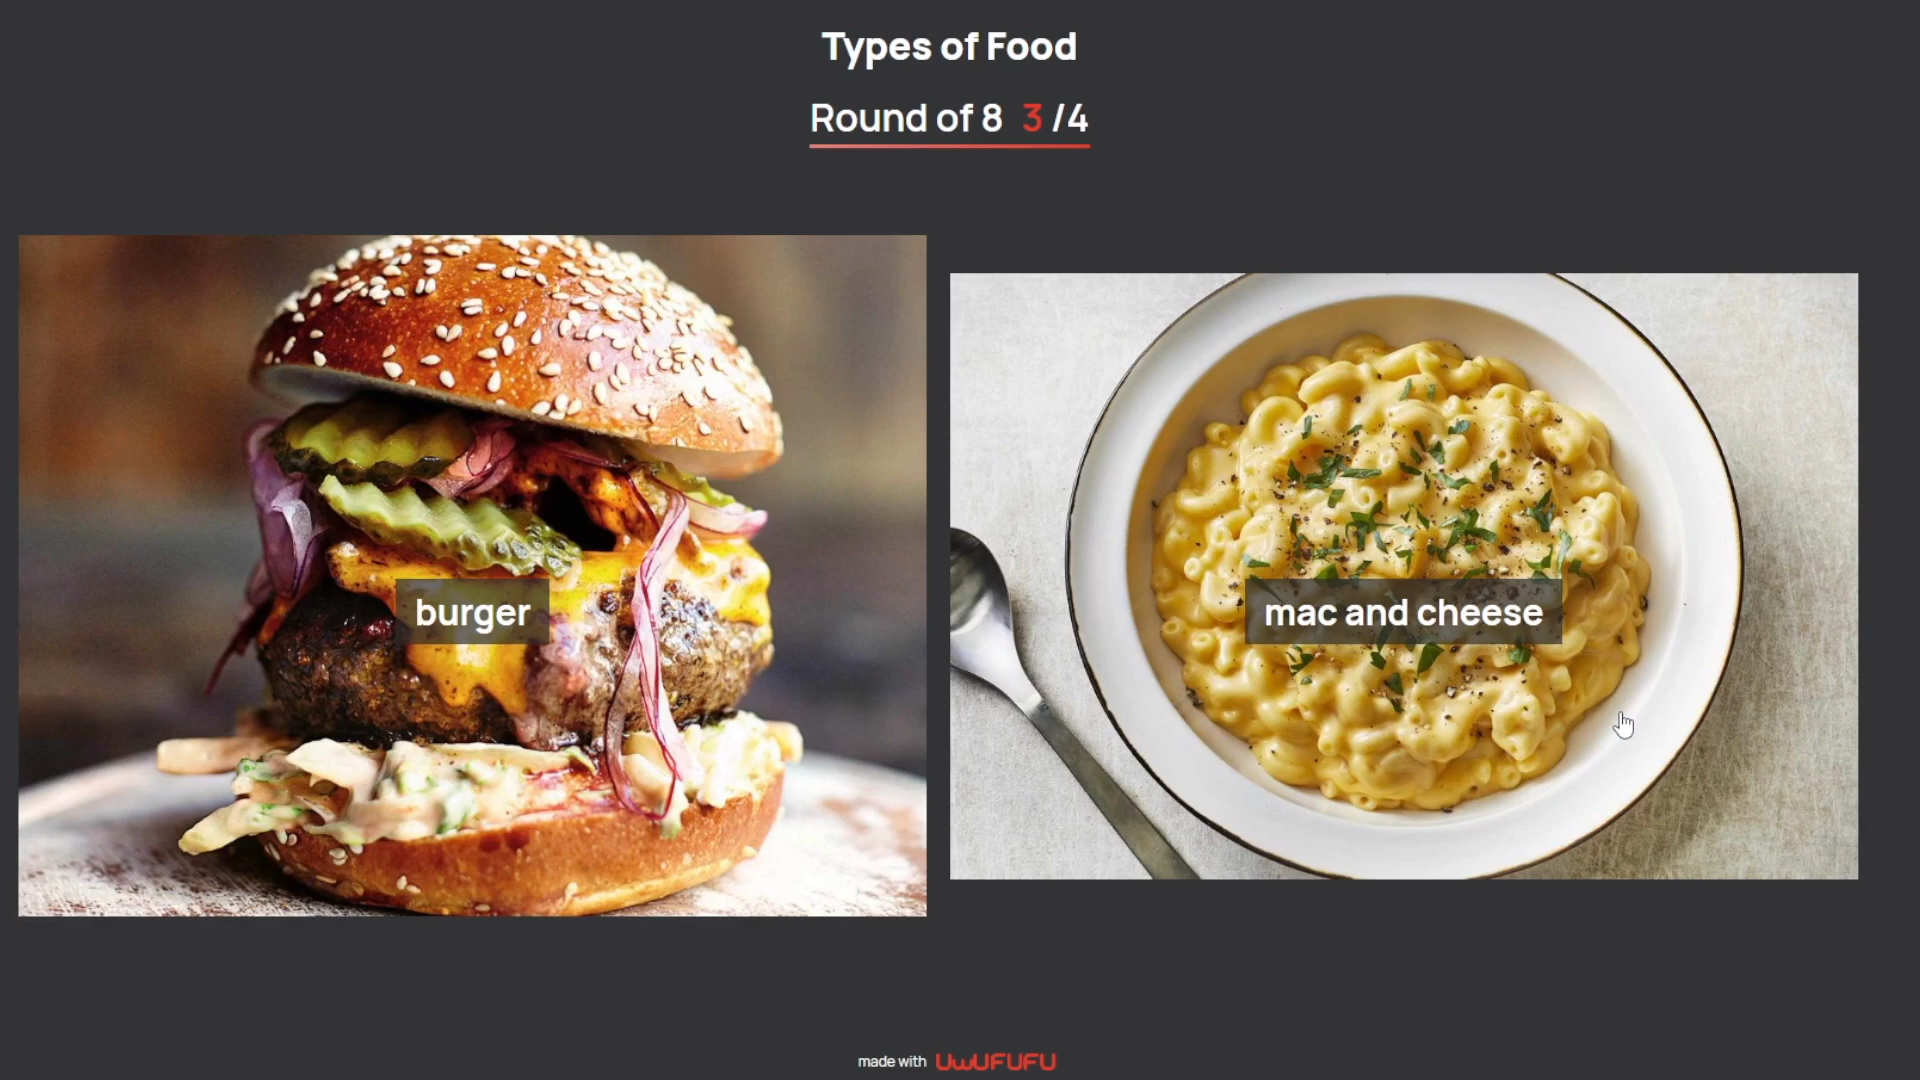 Types of Food
Round of 8 3 /4
burger
mac and cheese
made with UwUFUFU